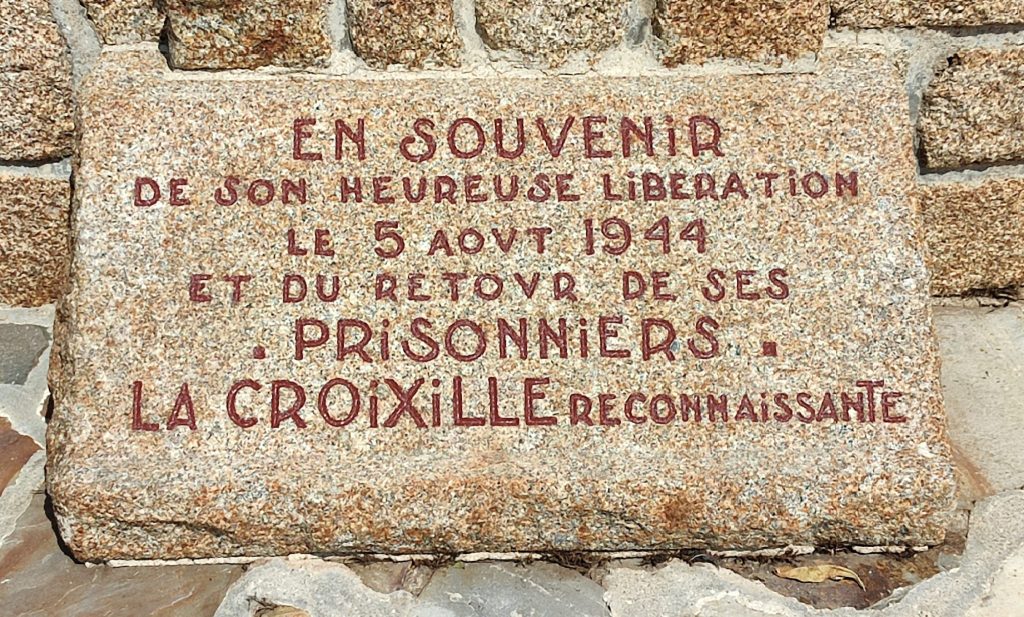 EN SOUVENiR
DE SON HEUREUSE LiBERATiON
LE 5 AOVT 1944
ET DU RETOVR DE SES
. PRiSONNiERS .
LA CROiXiLLE RECONNAiSSANTE